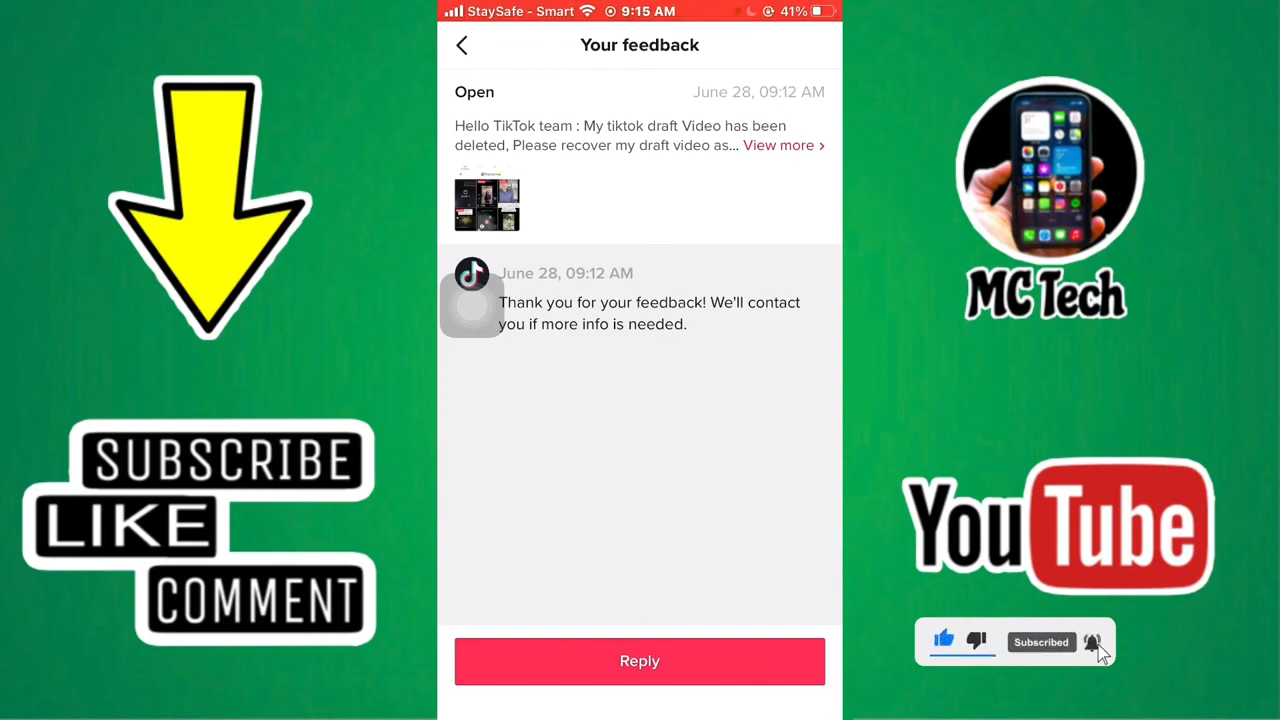 StaySafe - Smart 9:15 AM 41%
Your feedback
Open June 28, 09:12 AM
Hello TikTok team : My tiktok draft Video has been
deleted, Please recover my draft video as... View more >
June 28, 09:12 AM
Thank you for your feedback! We'll contact
you if more info is needed.
Reply
SUBSCRIBE
LIKE
COMMENT
MC Tech
YouTube
Subscribed